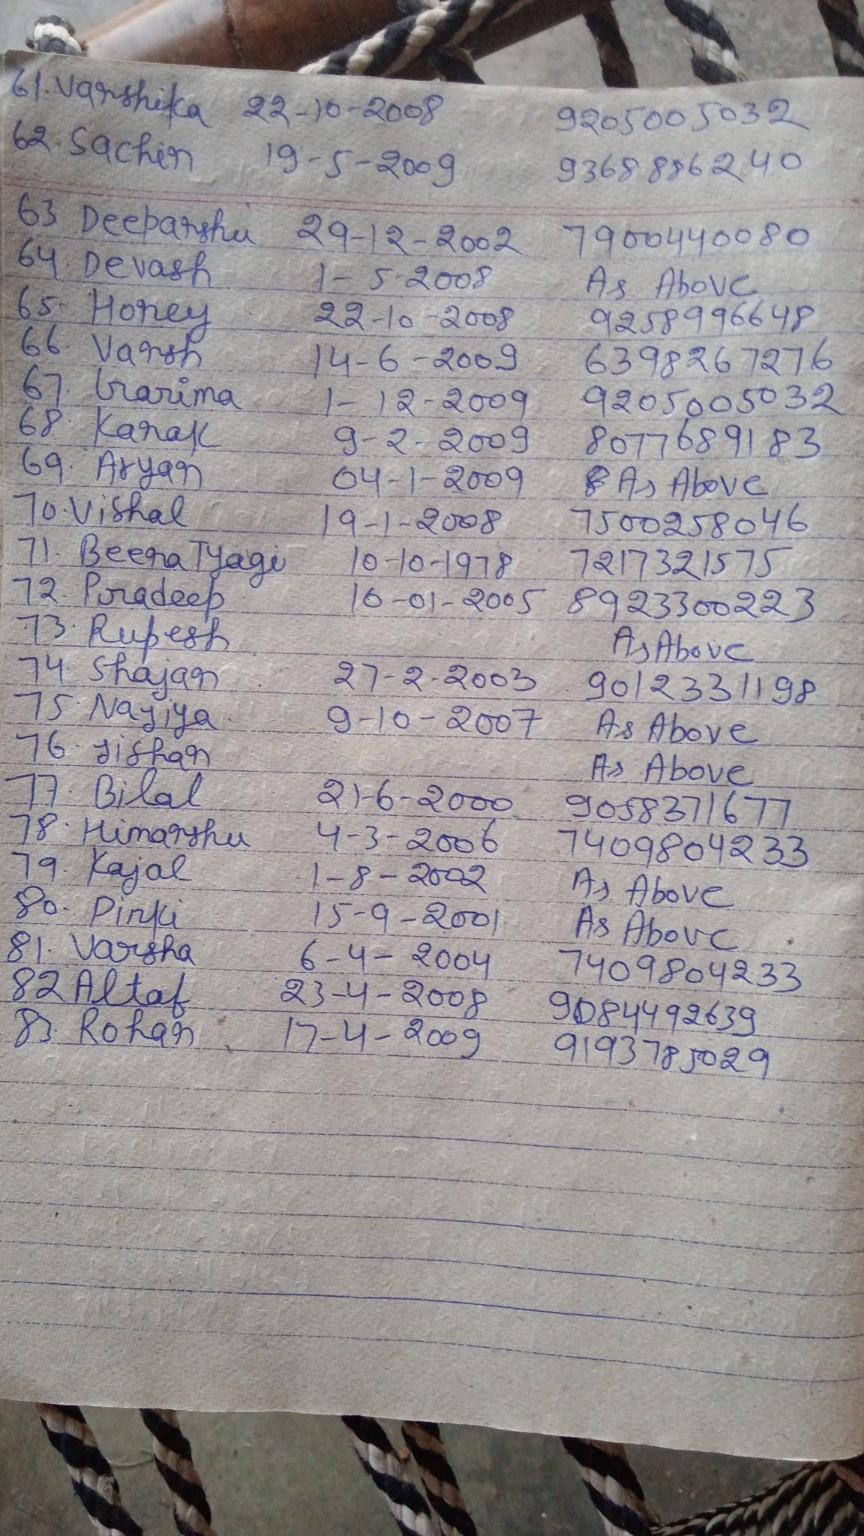 61. Vanshika 22-10-2008 9205005032
62. Sachin 19-5-2009 9368886240
63 Deepanshu 29-12-2002 7900440080
64 Devash 1-5-2008 As Above
65- Honey 22-10-2008 9258996648
66. Vansh 14-6-2009 6398267276
67. Garima 1-12-2009 9205005032
68. Kanak 9-2-2009 8077689183
69. Aryan 04-1-2009 As Above
70. Vishal 19-1-2008 7500258046
71. Beena Tyagi 10-10-1978 7217321575
72. Pradeep 16-01-2005 8923300223
73. Rupesh As Above
74 Shajan 27-2-2003 9012331198
75 Najiya 9-10-2007 As Above
76. Jishan As Above
77. Bilal 21-6-2000 9058371677
78. Himanshu 4-3-2006 7409804233
79. Kajal 1-8-2002 As Above
80. Pinki 15-9-2001 As Above
81. Varsha 6-4-2004 7409804233
82 Altaf 23-4-2008 9084492639
83. Rohan 17-4-2009 9193785029